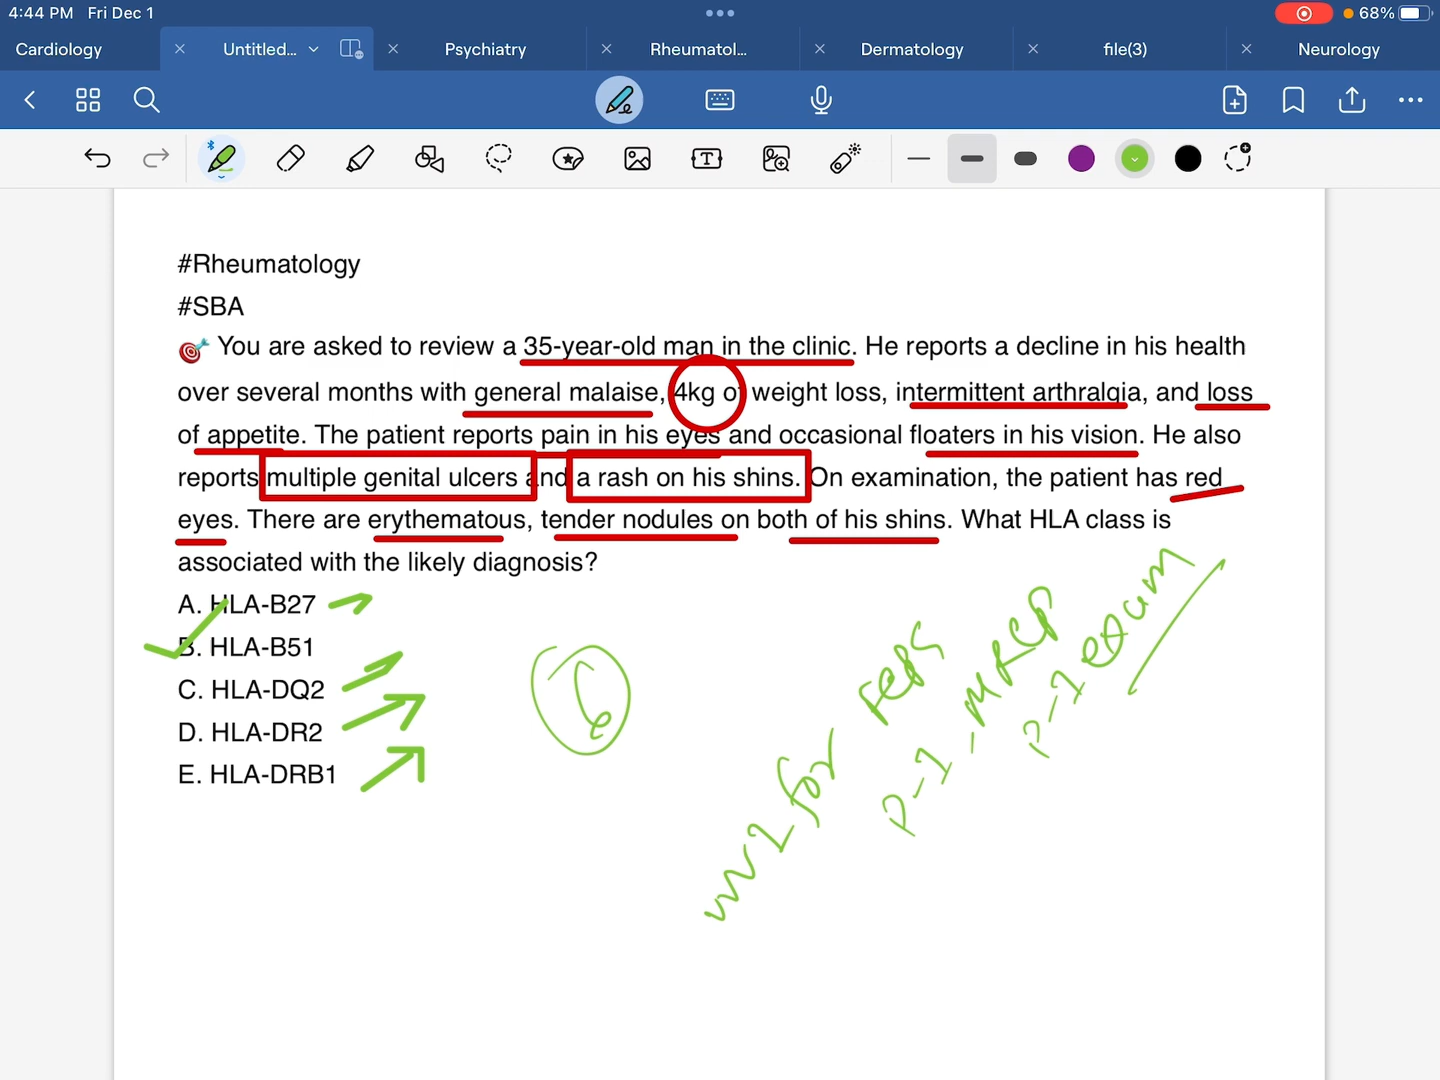 4:44 PM Fri Dec 1
68%
Cardiology
Untitled...
Psychiatry
Rheumatol...
Dermatology
file(3)
Neurology
#Rheumatology
#SBA
You are asked to review a 35-year-old man in the clinic. He reports a decline in his health
over several months with general malaise, 4kg of weight loss, intermittent arthralgia, and loss
of appetite. The patient reports pain in his eyes and occasional floaters in his vision. He also
reports multiple genital ulcers and a rash on his shins. On examination, the patient has red
eyes. There are erythematous, tender nodules on both of his shins. What HLA class is
associated with the likely diagnosis?
A. HLA-B27
B. HLA-B51
C. HLA-DQ2
D. HLA-DR2
E. HLA-DRB1
for
P-1, MRCP
P-1 exam